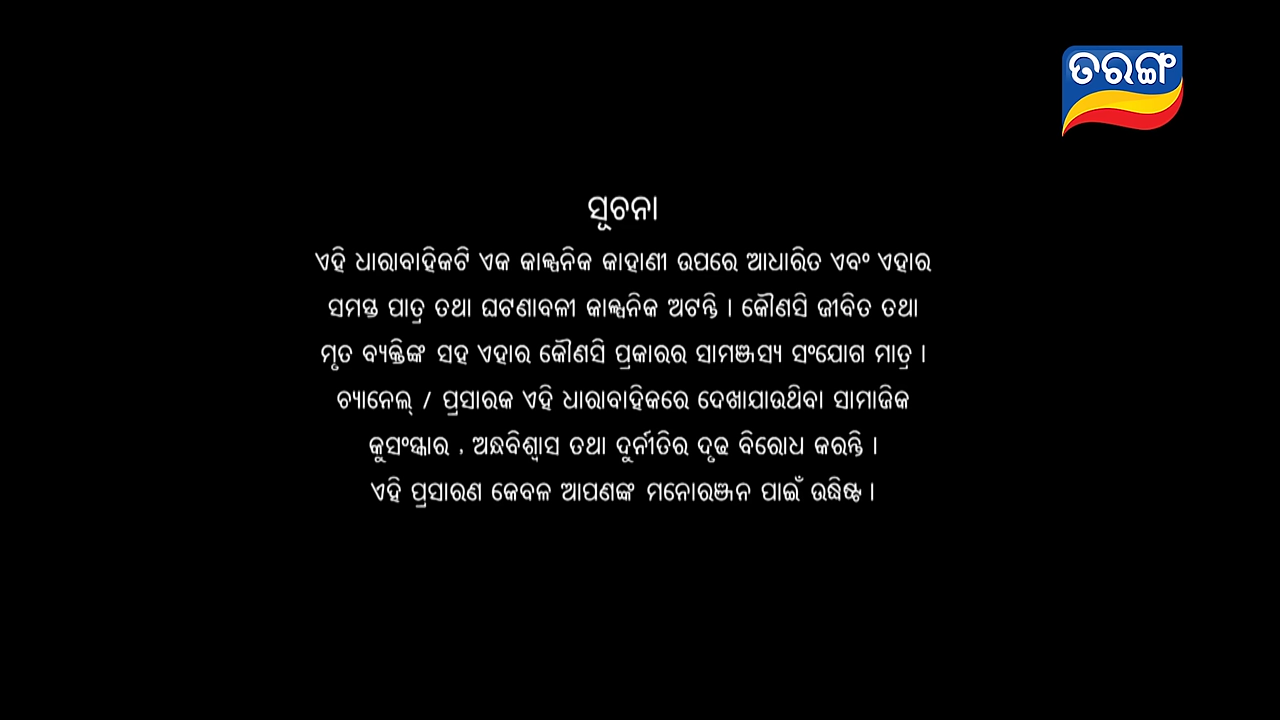 ତରଙ୍ଗ
ସୂଚନା
ଏହି ଧାରାବାହିକଟି ଏକ କାଳ୍ପନିକ କାହାଣୀ ଉପରେ ଆଧାରିତ ଏବଂ ଏହାର
ସମସ୍ତ ପାତ୍ର ତଥା ଘଟଣାବଳୀ କାଳ୍ପନିକ ଅଟନ୍ତି । କୌଣସି ଜୀବିତ ତଥା
ମୃତ ବ୍ୟକ୍ତିଙ୍କ ସହ ଏହାର କୌଣସି ପ୍ରକାରର ସାମଞ୍ଜସ୍ୟ ସଂଯୋଗ ମାତ୍ର ।
ଚ୍ୟାନେଲ୍ / ପ୍ରସାରକ ଏହି ଧାରାବାହିକରେ ଦେଖାଯାଉଥିବା ସାମାଜିକ
କୁସଂସ୍କାର , ଅନ୍ଧବିଶ୍ୱାସ ତଥା ଦୁର୍ନୀତିର ଦୃଢ ବିରୋଧ କରନ୍ତି ।
ଏହି ପ୍ରସାରଣ କେବଳ ଆପଣଙ୍କ ମନୋରଞ୍ଜନ ପାଇଁ ଉଦ୍ଧିଷ୍ଟ ।